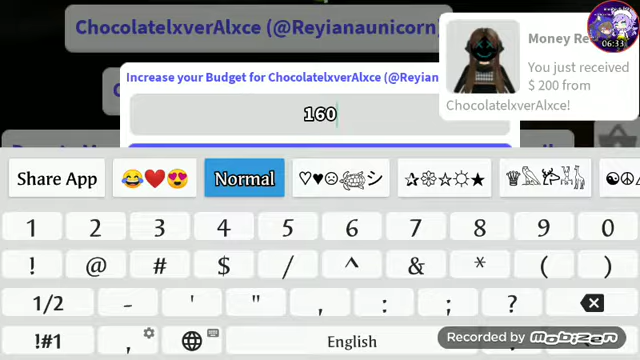 ChocolatelxverAlxce (@Reyianaunicorn)
Increase your Budget for ChocolatelxverAlxce (@Reyian
160
Money Re
06:33
You just received
$ 200 from
ChocolatelxverAlxce!
Share App
😂❤️😍
Normal
1 2 3 4 5 6 7 8 9 0
! @ # $ / ^ & * ( )
1/2 - ' " , : ; ?
!#1 , English
Recorded by
mobizen